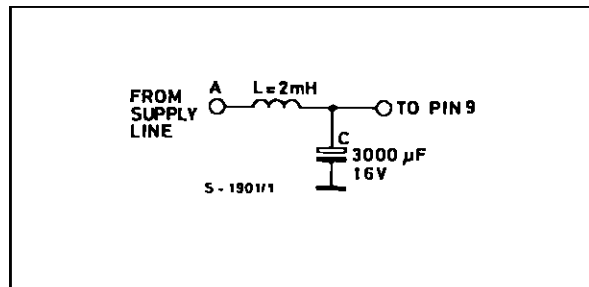 A
L = 2mH
FROM
SUPPLY
LINE
TO PIN 9
C
3000 µF
16V
S - 1901/1